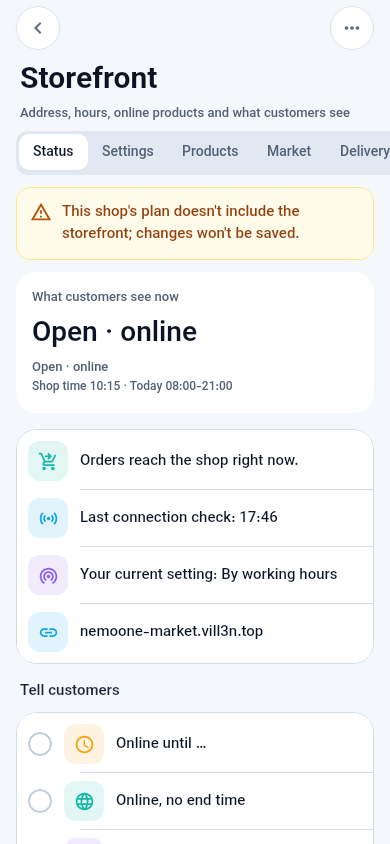 Storefront
Address, hours, online products and what customers see
Status Settings Products Market Delivery
This shop's plan doesn't include the
storefront; changes won't be saved.
What customers see now
Open · online
Open · online
Shop time 10:15 · Today 08:00–21:00
Orders reach the shop right now.
Last connection check: 17:46
Your current setting: By working hours
nemoone-market.vill3n.top
Tell customers
Online until …
Online, no end time